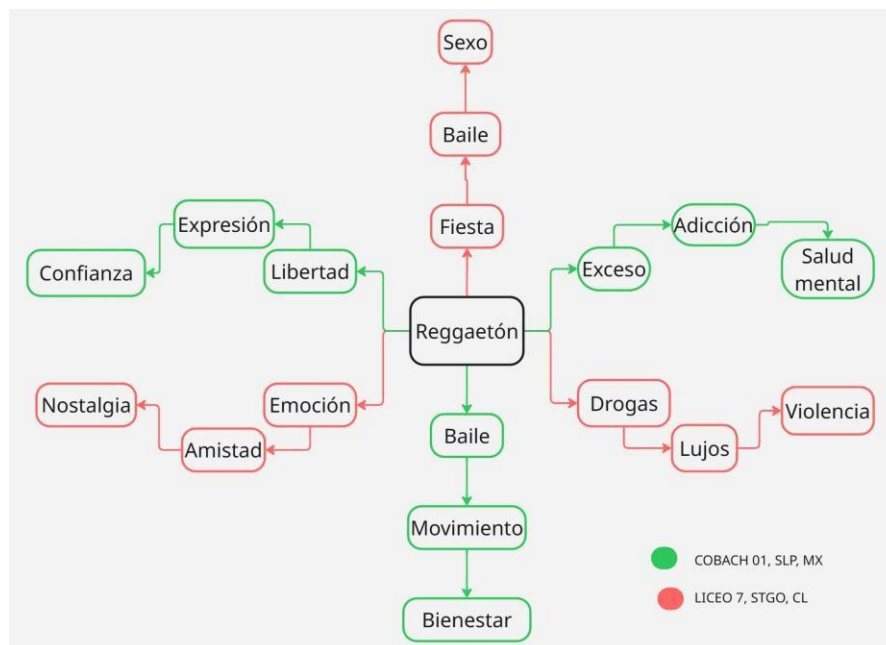 Sexo
Baile
Fiesta
Expresión
Adicción
Confianza
Libertad
Exceso
Salud
mental
Reggaetón
Nostalgia
Emoción
Drogas
Violencia
Amistad
Baile
Lujos
Movimiento
COBACH 01, SLP, MX
LICEO 7, STGO, CL
Bienestar